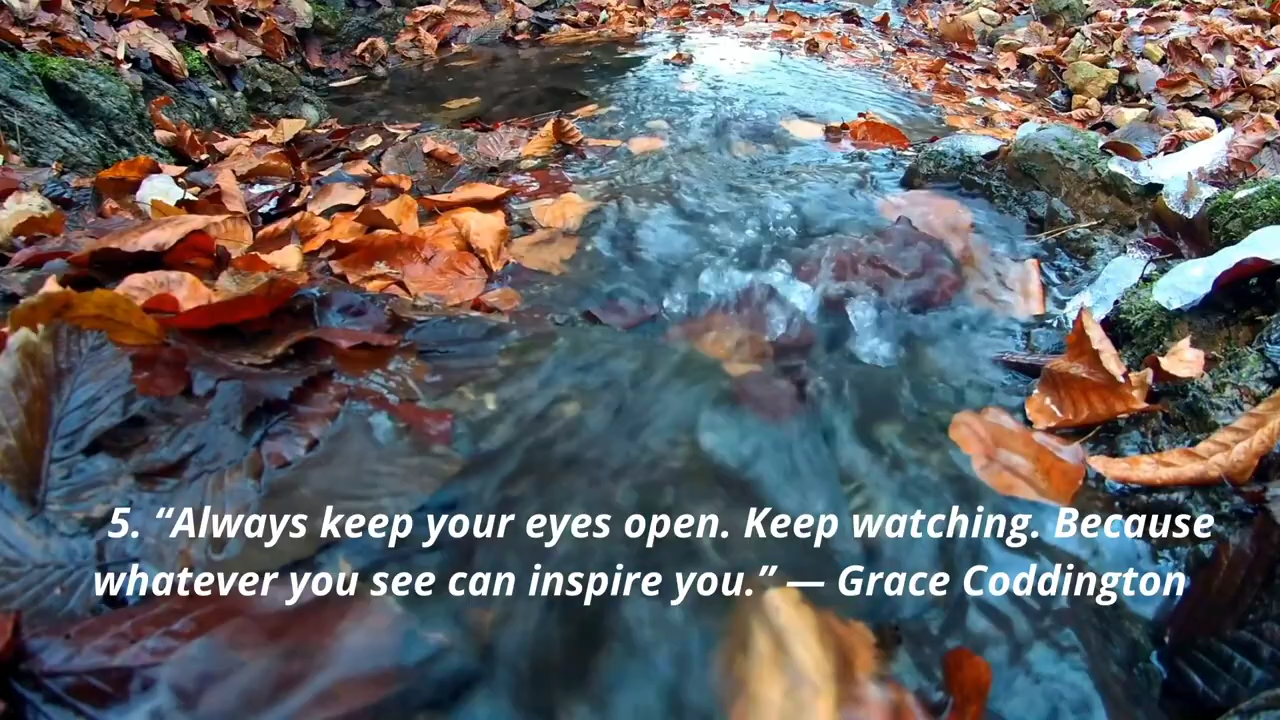 5. “Always keep your eyes open. Keep watching. Because
whatever you see can inspire you.” — Grace Coddington